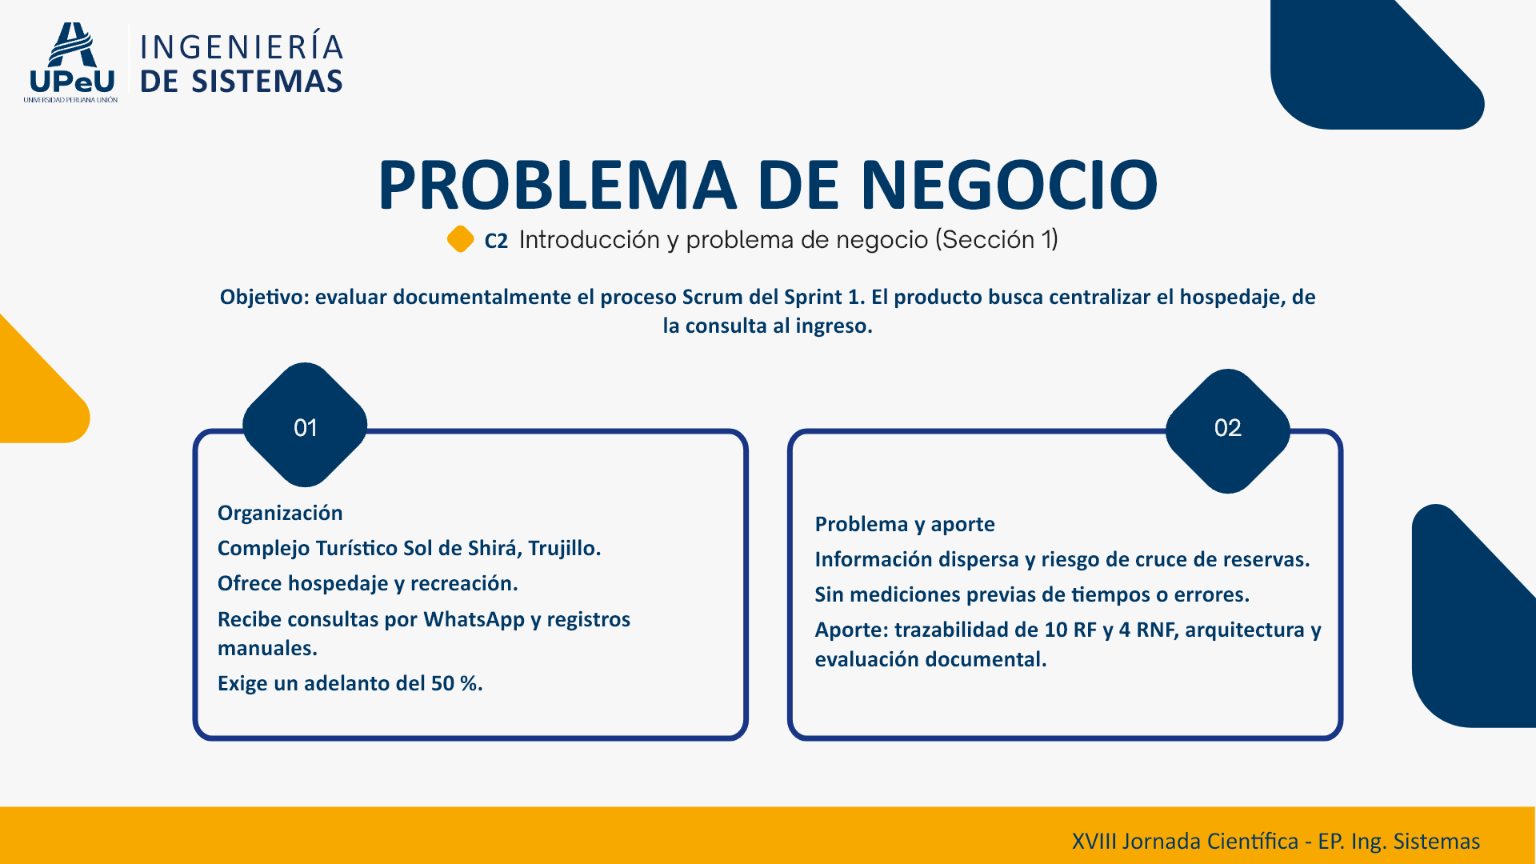 UPeU
UNIVERSIDAD PERUANA UNIÓN
INGENIERÍA
DE SISTEMAS
PROBLEMA DE NEGOCIO
C2 Introducción y problema de negocio (Sección 1)
Objetivo: evaluar documentalmente el proceso Scrum del Sprint 1. El producto busca centralizar el hospedaje, de
la consulta al ingreso.
01
Organización
Complejo Turístico Sol de Shirá, Trujillo.
Ofrece hospedaje y recreación.
Recibe consultas por WhatsApp y registros
manuales.
Exige un adelanto del 50 %.
02
Problema y aporte
Información dispersa y riesgo de cruce de reservas.
Sin mediciones previas de tiempos o errores.
Aporte: trazabilidad de 10 RF y 4 RNF, arquitectura y
evaluación documental.
XVIII Jornada Científica - EP. Ing. Sistemas